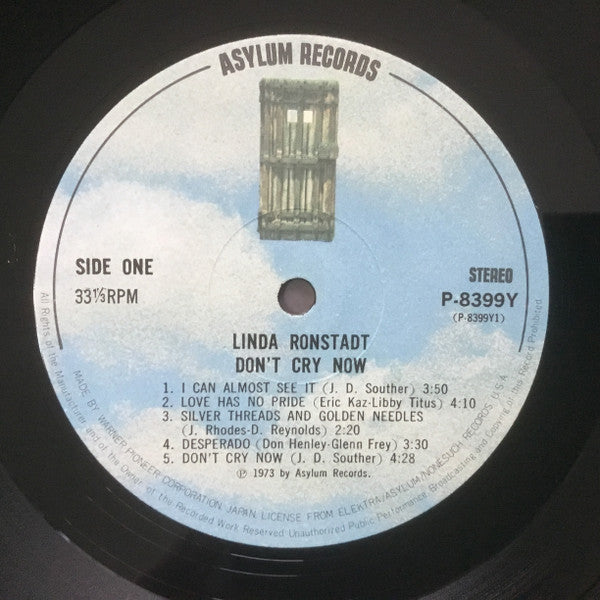 ASYLUM RECORDS
SIDE ONE
33⅓RPM
STEREO
P-8399Y
(P-8399Y1)
LINDA RONSTADT
DON'T CRY NOW
1. I CAN ALMOST SEE IT (J. D. Souther) 3:50
2. LOVE HAS NO PRIDE (Eric Kaz-Libby Titus) 4:10
3. SILVER THREADS AND GOLDEN NEEDLES
(J. Rhodes-D. Reynolds) 2:20
4. DESPERADO (Don Henley-Glenn Frey) 3:30
5. DON'T CRY NOW (J. D. Souther) 4:28
Ⓟ 1973 by Asylum Records.
MADE BY WARNER PIONEER CORPORATION, JAPAN, LICENSE FROM ELEKTRA/ASYLUM/NONESUCH RECORDS, U.S.A.
All Rights of the Manufacturer and of the Owner of the Recorded Work Reserved Unauthorized Public Performance Broadcasting and Copying of this Record Prohibited